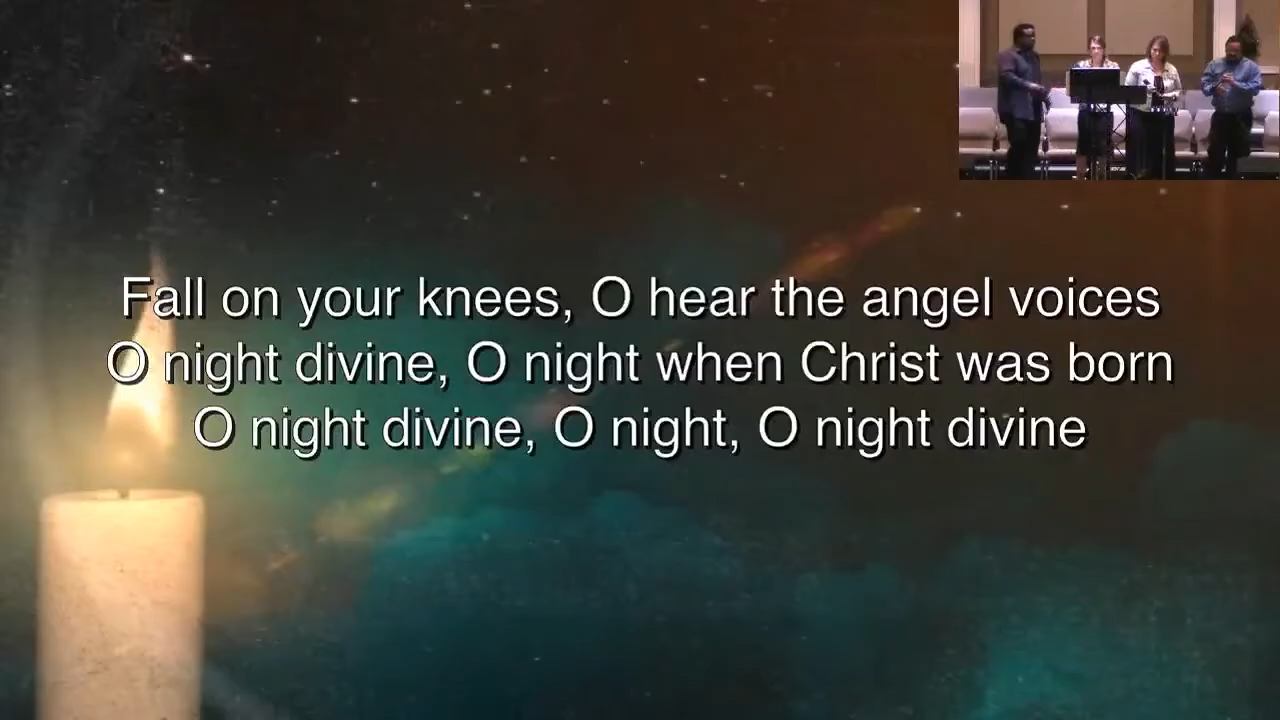 Fall on your knees, O hear the angel voices
O night divine, O night when Christ was born
O night divine, O night, O night divine